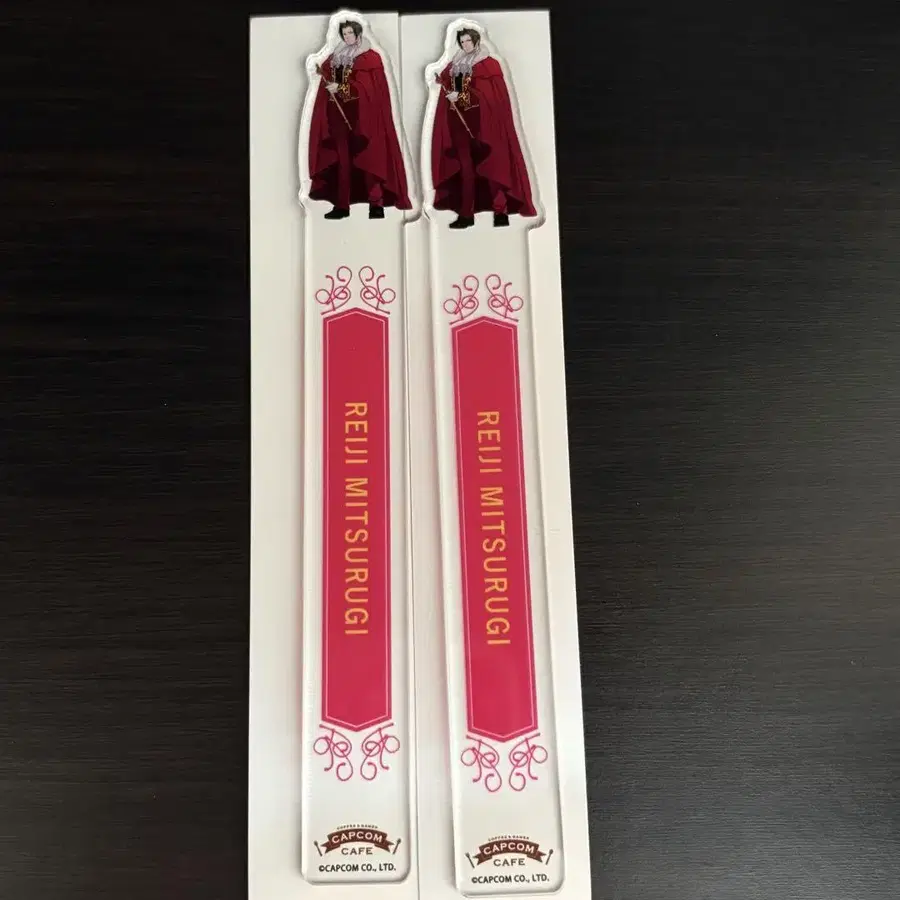 REIJI MITSURUGI
COFFEE & GAMES
CAPCOM
CAFE
©CAPCOM CO., LTD.
REIJI MITSURUGI
COFFEE & GAMES
CAPCOM
CAFE
©CAPCOM CO., LTD.